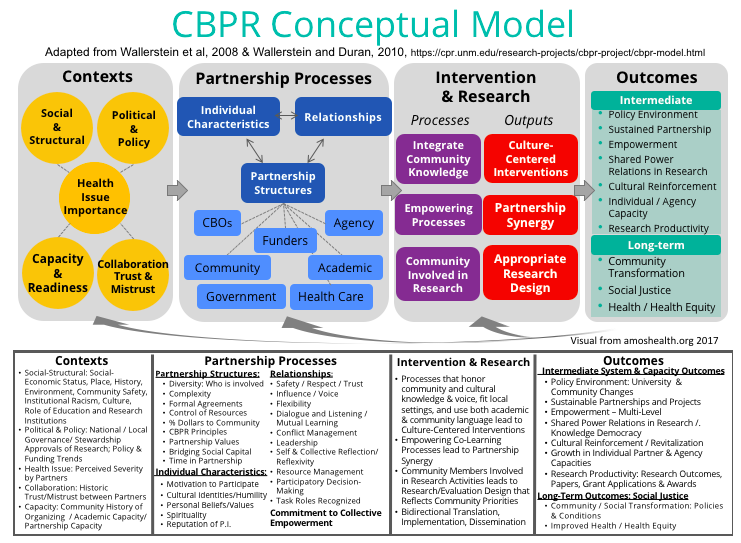 CBPR Conceptual Model
Adapted from Wallerstein et al, 2008 & Wallerstein and Duran, 2010, https://cpr.unm.edu/research-projects/cbpr-project/cbpr-model.html
Contexts
Social
&
Structural
Political
&
Policy
Health
Issue
Importance
Capacity
&
Readiness
Collaboration
Trust &
Mistrust
Partnership Processes
Individual
Characteristics
Relationships
Partnership
Structures
CBOs
Agency
Funders
Community
Academic
Government
Health Care
Intervention
& Research
Processes
Outputs
Integrate
Community
Knowledge
Culture-
Centered
Interventions
Empowering
Processes
Partnership
Synergy
Community
Involved in
Research
Appropriate
Research
Design
Outcomes
Intermediate
• Policy Environment
• Sustained Partnership
• Empowerment
• Shared Power
Relations in Research
• Cultural Reinforcement
• Individual / Agency
Capacity
• Research Productivity
Long-term
• Community
Transformation
• Social Justice
• Health / Health Equity
Visual from amoshealth.org 2017
Contexts
• Social-Structural: Social-
Economic Status, Place, History,
Environment, Community Safety,
Institutional Racism, Culture,
Role of Education and Research
Institutions
• Political & Policy: National / Local
Governance/ Stewardship
Approvals of Research; Policy &
Funding Trends
• Health Issue: Perceived Severity
by Partners
• Collaboration: Historic
Trust/Mistrust between Partners
• Capacity: Community History of
Organizing / Academic Capacity/
Partnership Capacity
Partnership Processes
Partnership Structures:
• Diversity: Who is involved
• Complexity
• Formal Agreements
• Control of Resources
• % Dollars to Community
• CBPR Principles
• Partnership Values
• Bridging Social Capital
• Time in Partnership
Individual Characteristics:
• Motivation to Participate
• Cultural Identities/Humility
• Personal Beliefs/Values
• Spirituality
• Reputation of P.I.
Relationships:
• Safety / Respect / Trust
• Influence / Voice
• Flexibility
• Dialogue and Listening /
Mutual Learning
• Conflict Management
• Leadership
• Self & Collective Reflection/
Reflexivity
• Resource Management
• Participatory Decision-
Making
• Task Roles Recognized
Commitment to Collective
Empowerment
Intervention & Research
• Processes that honor
community and cultural
knowledge & voice, fit local
settings, and use both academic
& community language lead to
Culture-Centered Interventions
• Empowering Co-Learning
Processes lead to Partnership
Synergy
• Community Members Involved
in Research Activities leads to
Research/Evaluation Design that
Reflects Community Priorities
• Bidirectional Translation,
Implementation, Dissemination
Outcomes
Intermediate System & Capacity Outcomes
• Policy Environment: University &
Community Changes
• Sustainable Partnerships and Projects
• Empowerment – Multi-Level
• Shared Power Relations in Research /.
Knowledge Democracy
• Cultural Reinforcement / Revitalization
• Growth in Individual Partner & Agency
Capacities
• Research Productivity: Research Outcomes,
Papers, Grant Applications & Awards
Long-Term Outcomes: Social Justice
• Community / Social Transformation: Policies
& Conditions
• Improved Health / Health Equity